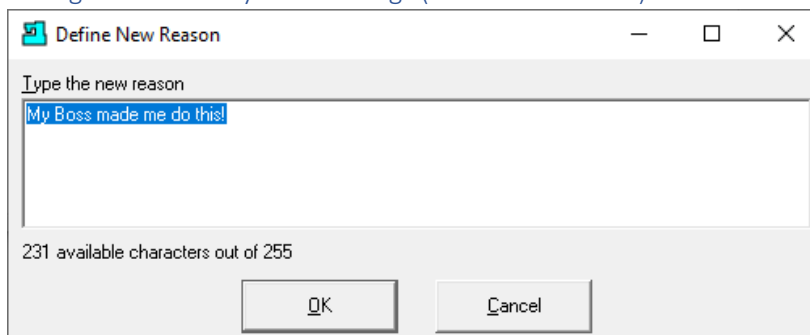 Define New Reason
Type the new reason
My Boss made me do this!
231 available characters out of 255
OK
Cancel